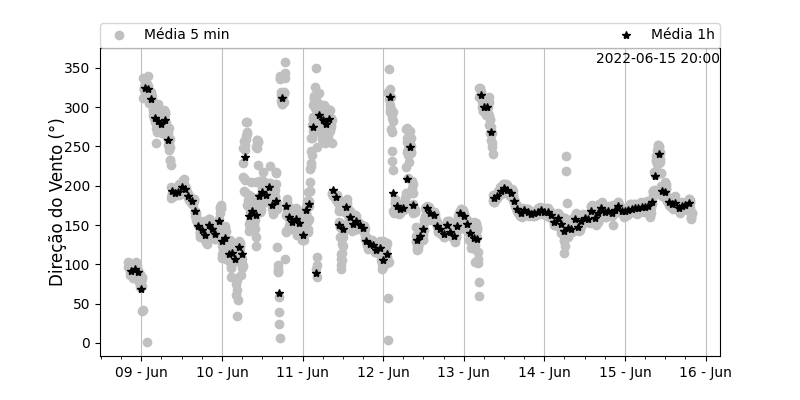 Média 5 min
Média 1h
2022-06-15 20:00
Direção do Vento (°)
350
300
250
200
150
100
50
0
09 - Jun
10 - Jun
11 - Jun
12 - Jun
13 - Jun
14 - Jun
15 - Jun
16 - Jun